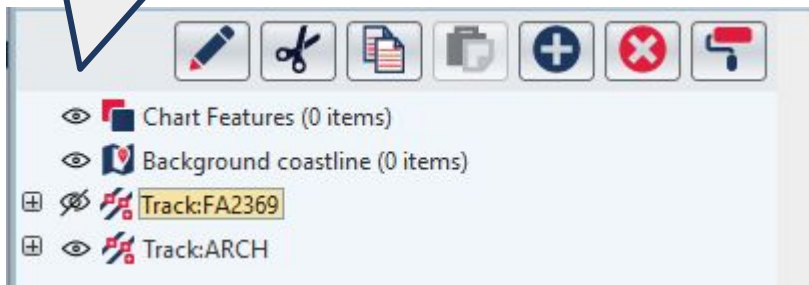 Chart Features (0 items)
Background coastline (0 items)
Track:FA2369
Track:ARCH